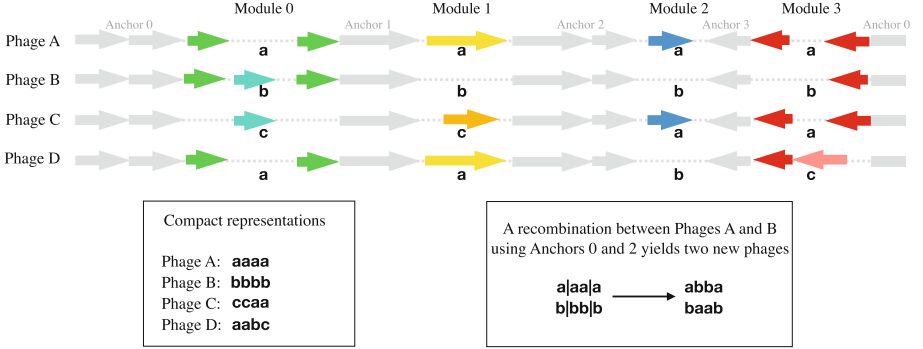 Module 0 Module 1 Module 2 Module 3
Anchor 0 Anchor 1 Anchor 2 Anchor 3 Anchor 0
Phage A
a a a a
Phage B
b b b b
Phage C
c c a a
Phage D
a a b c
Compact representations
Phage A: aaaa
Phage B: bbbb
Phage C: ccaa
Phage D: aabc
A recombination between Phages A and B
using Anchors 0 and 2 yields two new phages
a|aa|a abba
b|bb|b baab